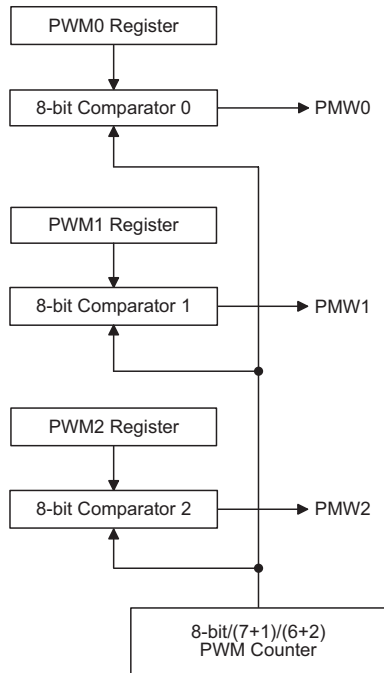 PWM0 Register
8-bit Comparator 0
PMW0
PWM1 Register
8-bit Comparator 1
PMW1
PWM2 Register
8-bit Comparator 2
PMW2
8-bit/(7+1)/(6+2)
PWM Counter